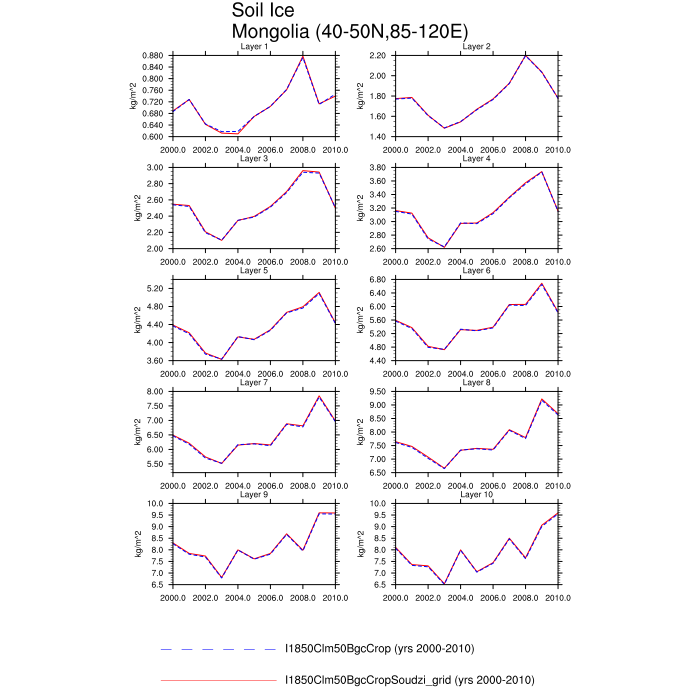 Soil Ice
Mongolia (40-50N,85-120E)
Layer 1
Layer 2
0.880
0.840
0.800
0.760
0.720
0.680
0.640
0.600
kg/m^2
2000.0 2002.0 2004.0 2006.0 2008.0 2010.0
2.20
2.00
1.80
1.60
1.40
kg/m^2
2000.0 2002.0 2004.0 2006.0 2008.0 2010.0
Layer 3
Layer 4
3.00
2.80
2.60
2.40
2.20
2.00
kg/m^2
2000.0 2002.0 2004.0 2006.0 2008.0 2010.0
3.80
3.60
3.40
3.20
3.00
2.80
2.60
kg/m^2
2000.0 2002.0 2004.0 2006.0 2008.0 2010.0
Layer 5
Layer 6
5.20
4.80
4.40
4.00
3.60
kg/m^2
2000.0 2002.0 2004.0 2006.0 2008.0 2010.0
6.80
6.40
6.00
5.60
5.20
4.80
4.40
kg/m^2
2000.0 2002.0 2004.0 2006.0 2008.0 2010.0
Layer 7
Layer 8
8.00
7.50
7.00
6.50
6.00
5.50
kg/m^2
2000.0 2002.0 2004.0 2006.0 2008.0 2010.0
9.50
9.00
8.50
8.00
7.50
7.00
6.50
kg/m^2
2000.0 2002.0 2004.0 2006.0 2008.0 2010.0
Layer 9
Layer 10
10.0
9.5
9.0
8.5
8.0
7.5
7.0
6.5
kg/m^2
2000.0 2002.0 2004.0 2006.0 2008.0 2010.0
10.0
9.5
9.0
8.5
8.0
7.5
7.0
6.5
kg/m^2
2000.0 2002.0 2004.0 2006.0 2008.0 2010.0
I1850Clm50BgcCrop (yrs 2000-2010)
I1850Clm50BgcCropSoudzi_grid (yrs 2000-2010)